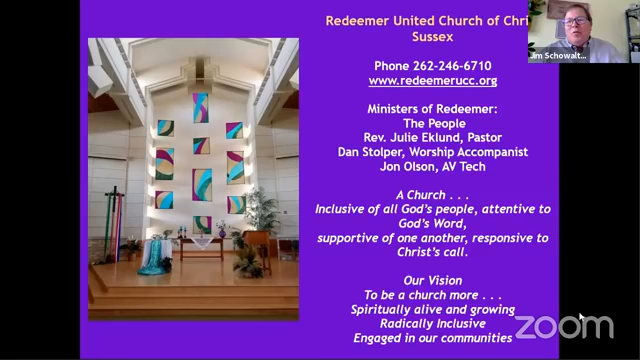 Redeemer United Church of Chri
Sussex
Phone 262-246-6710
www.redeemerucc.org
Ministers of Redeemer:
The People
Rev. Julie Eklund, Pastor
Dan Stolper, Worship Accompanist
Jon Olson, AV Tech
A Church . . .
Inclusive of all God's people, attentive to
God's Word,
supportive of one another, responsive to
Christ's call.
Our Vision
To be a church more . . .
Spiritually alive and growing
Radically Inclusive
Engaged in our communities
Jim Schowalt...
zoom